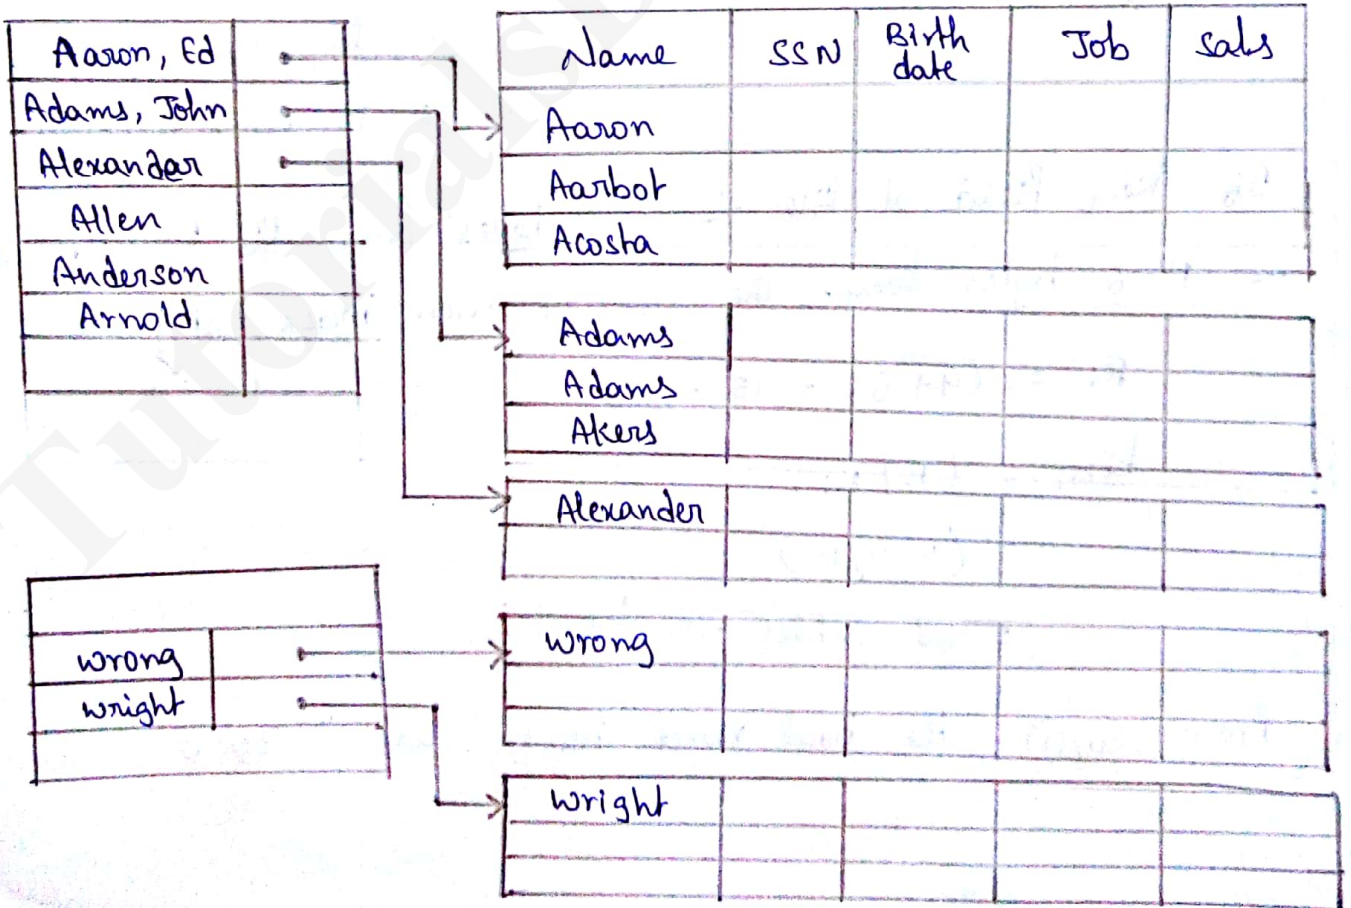 Aaron, Ed
Adams, John
Alexandar
Allen
Anderson
Arnold.
Name SSN Birth date Job Sals
Aaron
Aarbot
Acosta
Adams
Adams
Akers
Alexander
wrong
wright
wrong
wright
Tutorials